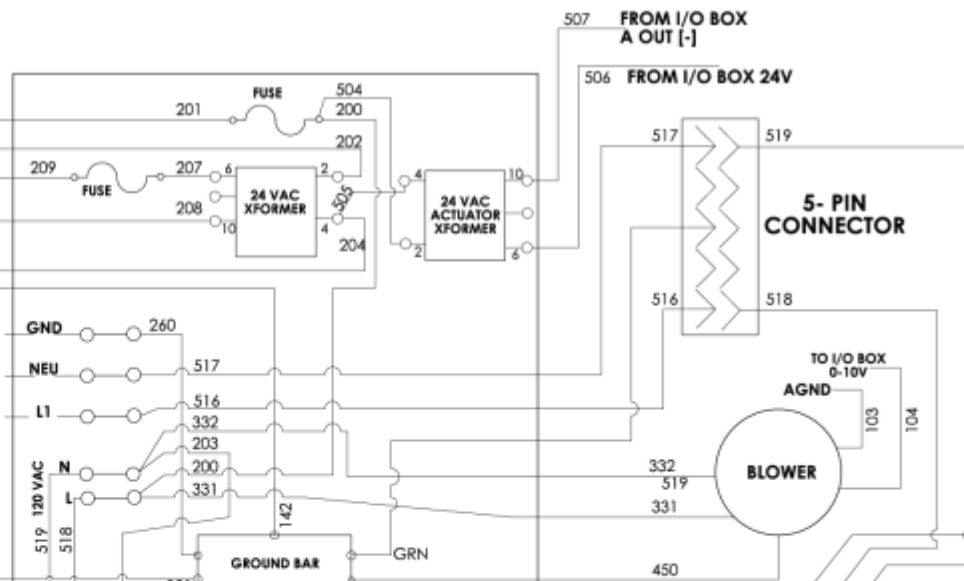 507 FROM I/O BOX
A OUT [-]
506 FROM I/O BOX 24V
FUSE
504
201
200
202
517
519
209
FUSE
207
6
2
24 VAC
XFORMER
208
10
4
505
204
4
10
24 VAC
ACTUATOR
XFORMER
2
6
5- PIN
CONNECTOR
516
518
GND
260
NEU
517
L1
516
332
203
N
200
L
331
120 VAC
519
518
142
GROUND BAR
GRN
TO I/O BOX
0-10V
AGND
103
104
BLOWER
332
519
331
450